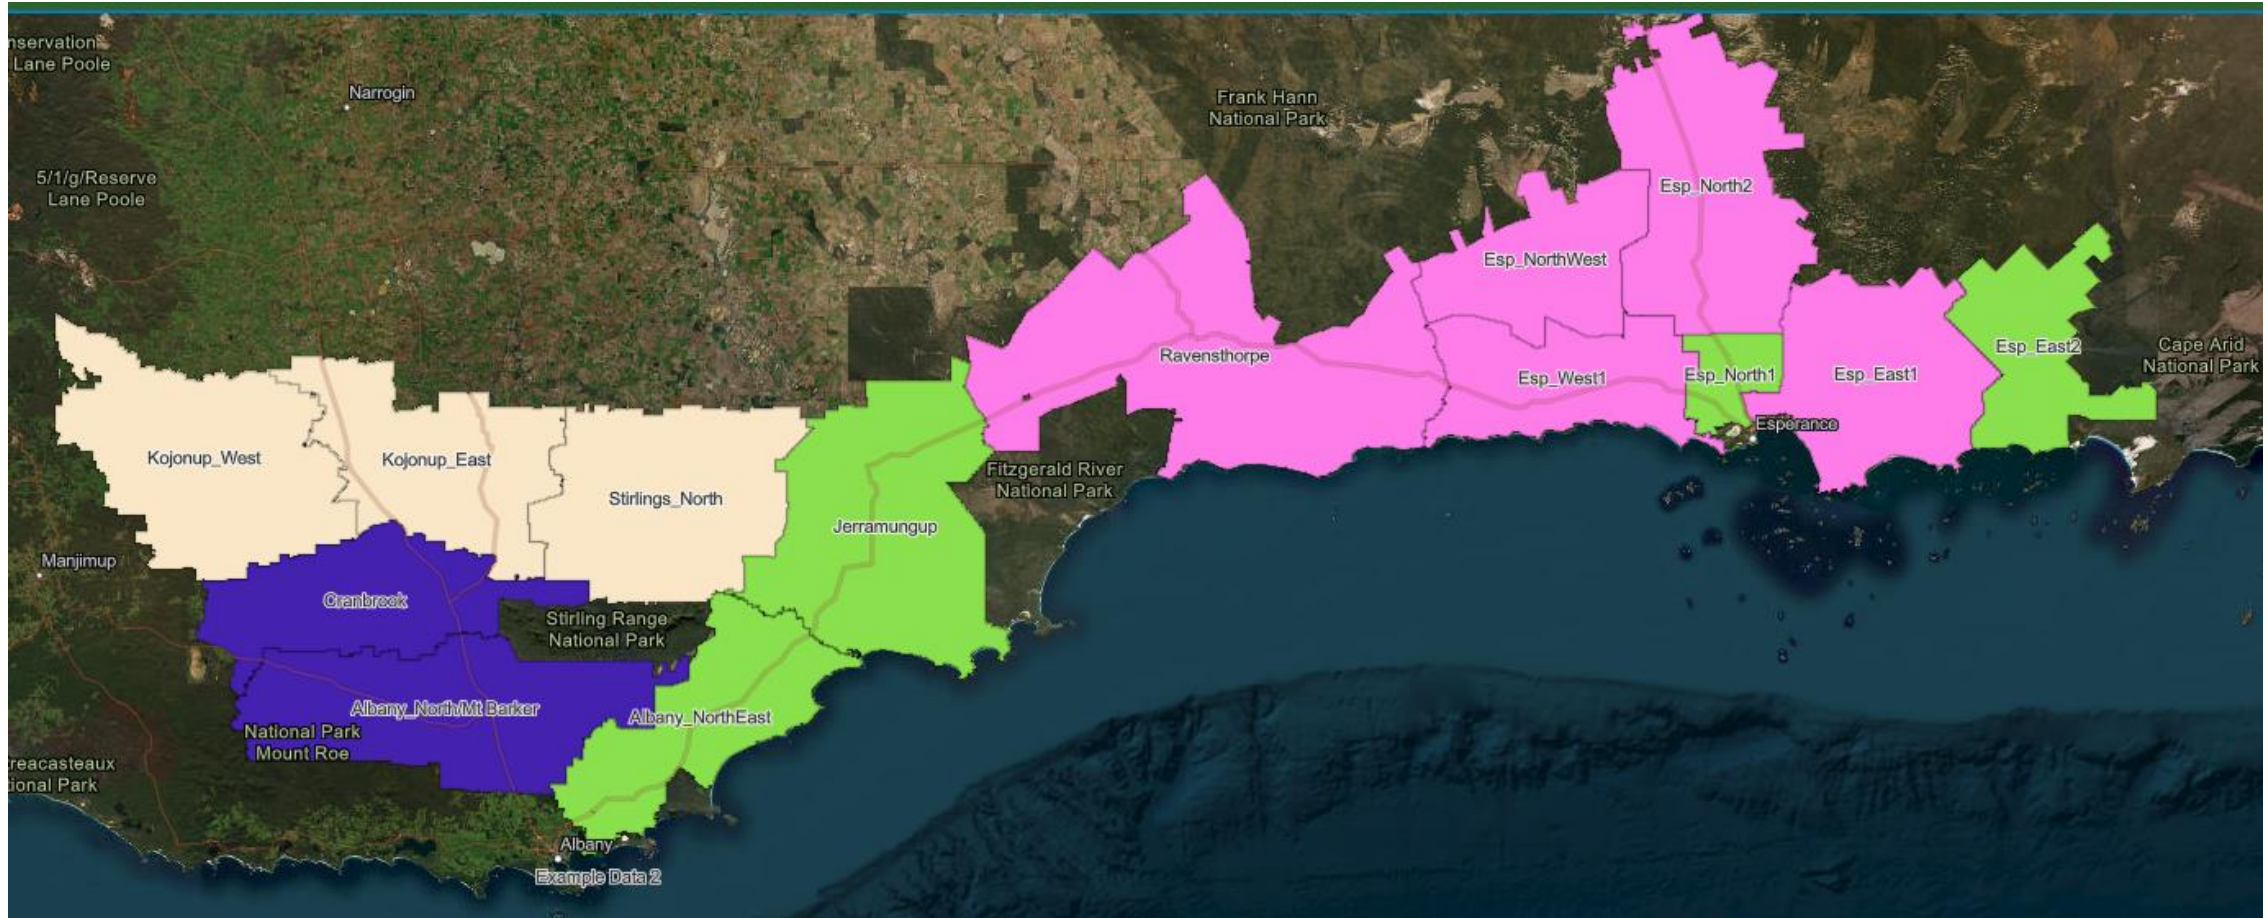 nservation
Lane Poole
Narrogin
Frank Hann
National Park
5/1/g/Reserve
Lane Poole
Esp_North2
Esp_NorthWest
Ravensthorpe
Esp_West1
Esp_North1
Esp_East1
Esp_East2
Cape Arid
National Park
Esperance
Kojonup_West
Kojonup_East
Stirlings_North
Fitzgerald River
National Park
Jerramungup
Manjimup
Cranbrook
Stirling Range
National Park
Albany_North/Mt Barker
Albany_NorthEast
National Park
Mount Roe
treacasteaux
tional Park
Albany
Example Data 2